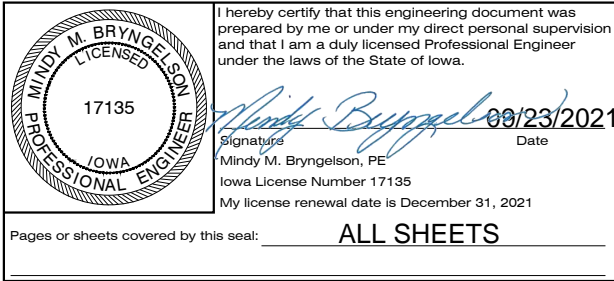 MINDY M. BRYNGELSON
LICENSED
17135
IOWA
PROFESSIONAL ENGINEER
I hereby certify that this engineering document was
prepared by me or under my direct personal supervision
and that I am a duly licensed Professional Engineer
under the laws of the State of Iowa.
Mindy Bryngelson 09/23/2021
Signature Date
Mindy M. Bryngelson, PE
Iowa License Number 17135
My license renewal date is December 31, 2021
Pages or sheets covered by this seal: ALL SHEETS